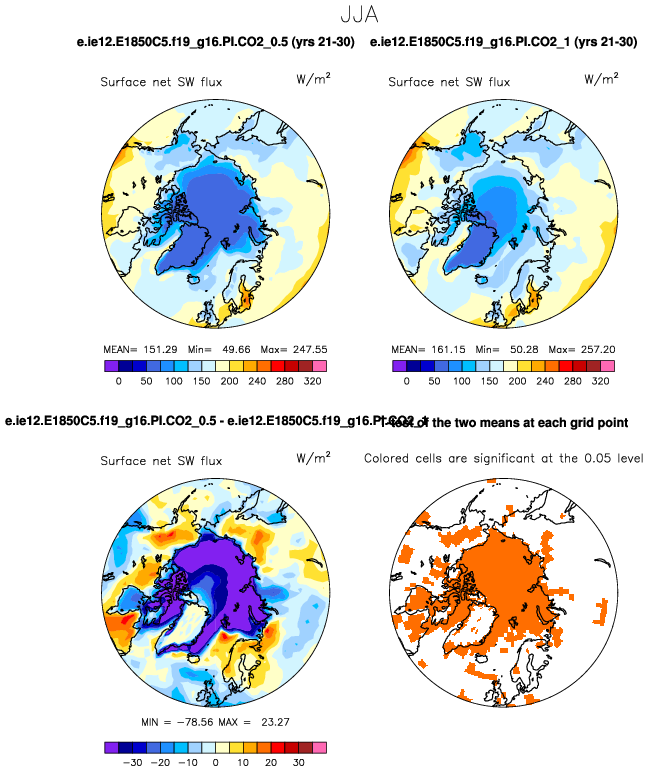 JJA
e.ie12.E1850C5.f19_g16.PI.CO2_0.5 (yrs 21-30)
e.ie12.E1850C5.f19_g16.PI.CO2_1 (yrs 21-30)
Surface net SW flux W/m²
Surface net SW flux W/m²
MEAN= 151.29 Min= 49.66 Max= 247.55
MEAN= 161.15 Min= 50.28 Max= 257.20
0 50 100 150 200 240 280 320
0 50 100 150 200 240 280 320
e.ie12.E1850C5.f19_g16.PI.CO2_0.5 - e.ie12.E1850C5.f19_g16.PI.CO2_1
T-test of the two means at each grid point
Surface net SW flux W/m²
Colored cells are significant at the 0.05 level
MIN = −78.56 MAX = 23.27
−30 −20 −10 0 10 20 30